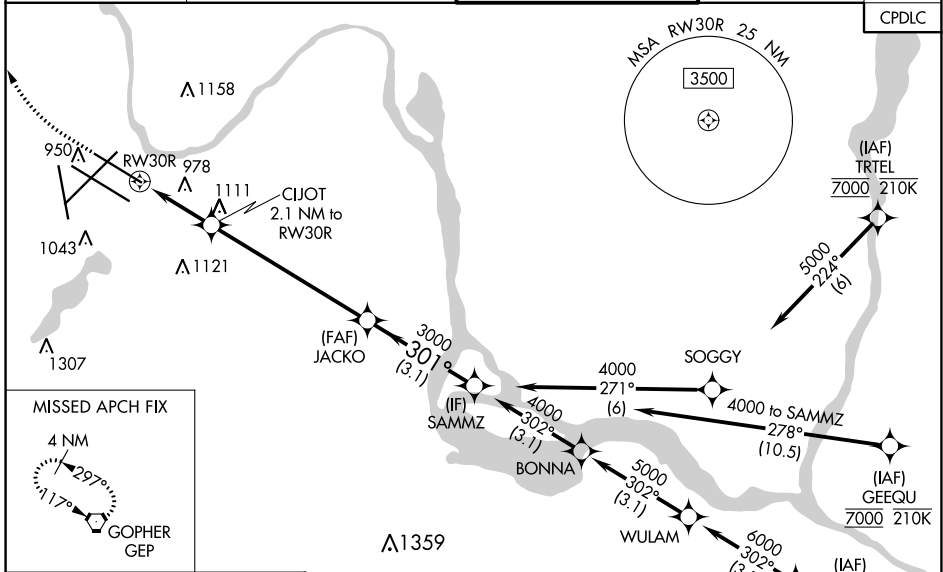 CPDLC
MSA RW30R 25 NM
3500
1158
950
RW30R
978
1111
CIJOT
2.1 NM to
RW30R
1043
1121
1307
(IAF)
TRTEL
7000 210K
5000
224°
(6)
(FAF)
JACKO
3000
301°
(3.1)
(IF)
SAMMZ
SOGGY
4000
271°
(6)
4000 to SAMMZ
278°
(10.5)
(IAF)
GEEQU
7000 210K
4000
302°
(3.1)
BONNA
5000
302°
(3.1)
WULAM
6000
302°
(IAF)
1359
MISSED APCH FIX
4 NM
297°
117°
GOPHER
GEP